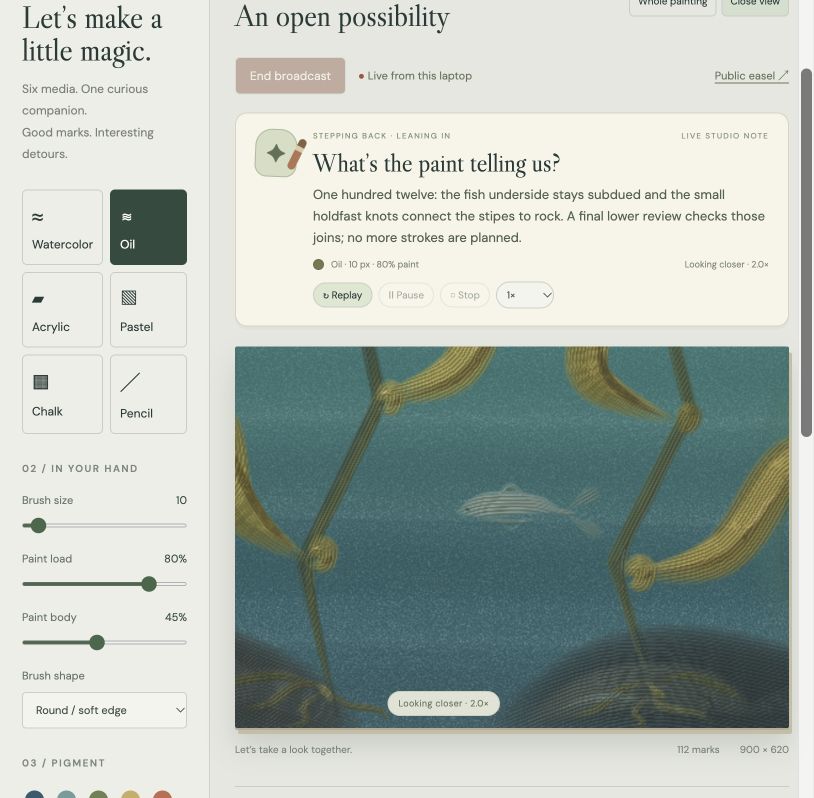 Let's make a
little magic.
Six media. One curious
companion.
Good marks. Interesting
detours.
Watercolor
Oil
Acrylic
Pastel
Chalk
Pencil
02 / IN YOUR HAND
Brush size 10
Paint load 80%
Paint body 45%
Brush shape
Round / soft edge
03 / PIGMENT
An open possibility
Whole painting
Close view
End broadcast
Live from this laptop
Public easel ↗
STEPPING BACK · LEANING IN
LIVE STUDIO NOTE
What's the paint telling us?
One hundred twelve: the fish underside stays subdued and the small
holdfast knots connect the stipes to rock. A final lower review checks those
joins; no more strokes are planned.
Oil · 10 px · 80% paint
Looking closer · 2.0×
↻ Replay
II Pause
□ Stop
1×
Looking closer · 2.0×
Let's take a look together.
112 marks
900 × 620